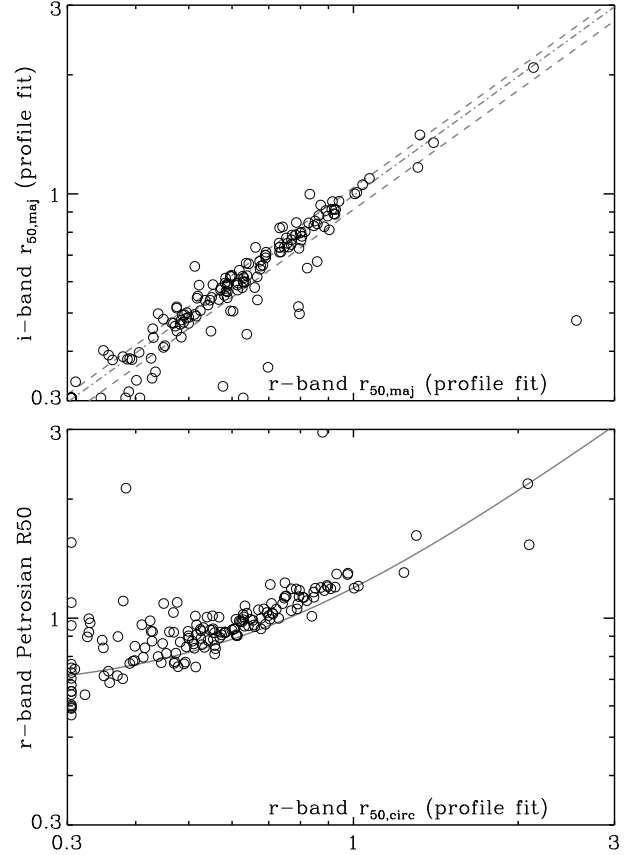 3
1
0.3
i-band r50,maj (profile fit)
r-band r50,maj (profile fit)
3
1
0.3
r-band Petrosian R50
r-band r50,circ (profile fit)
0.3 1 3